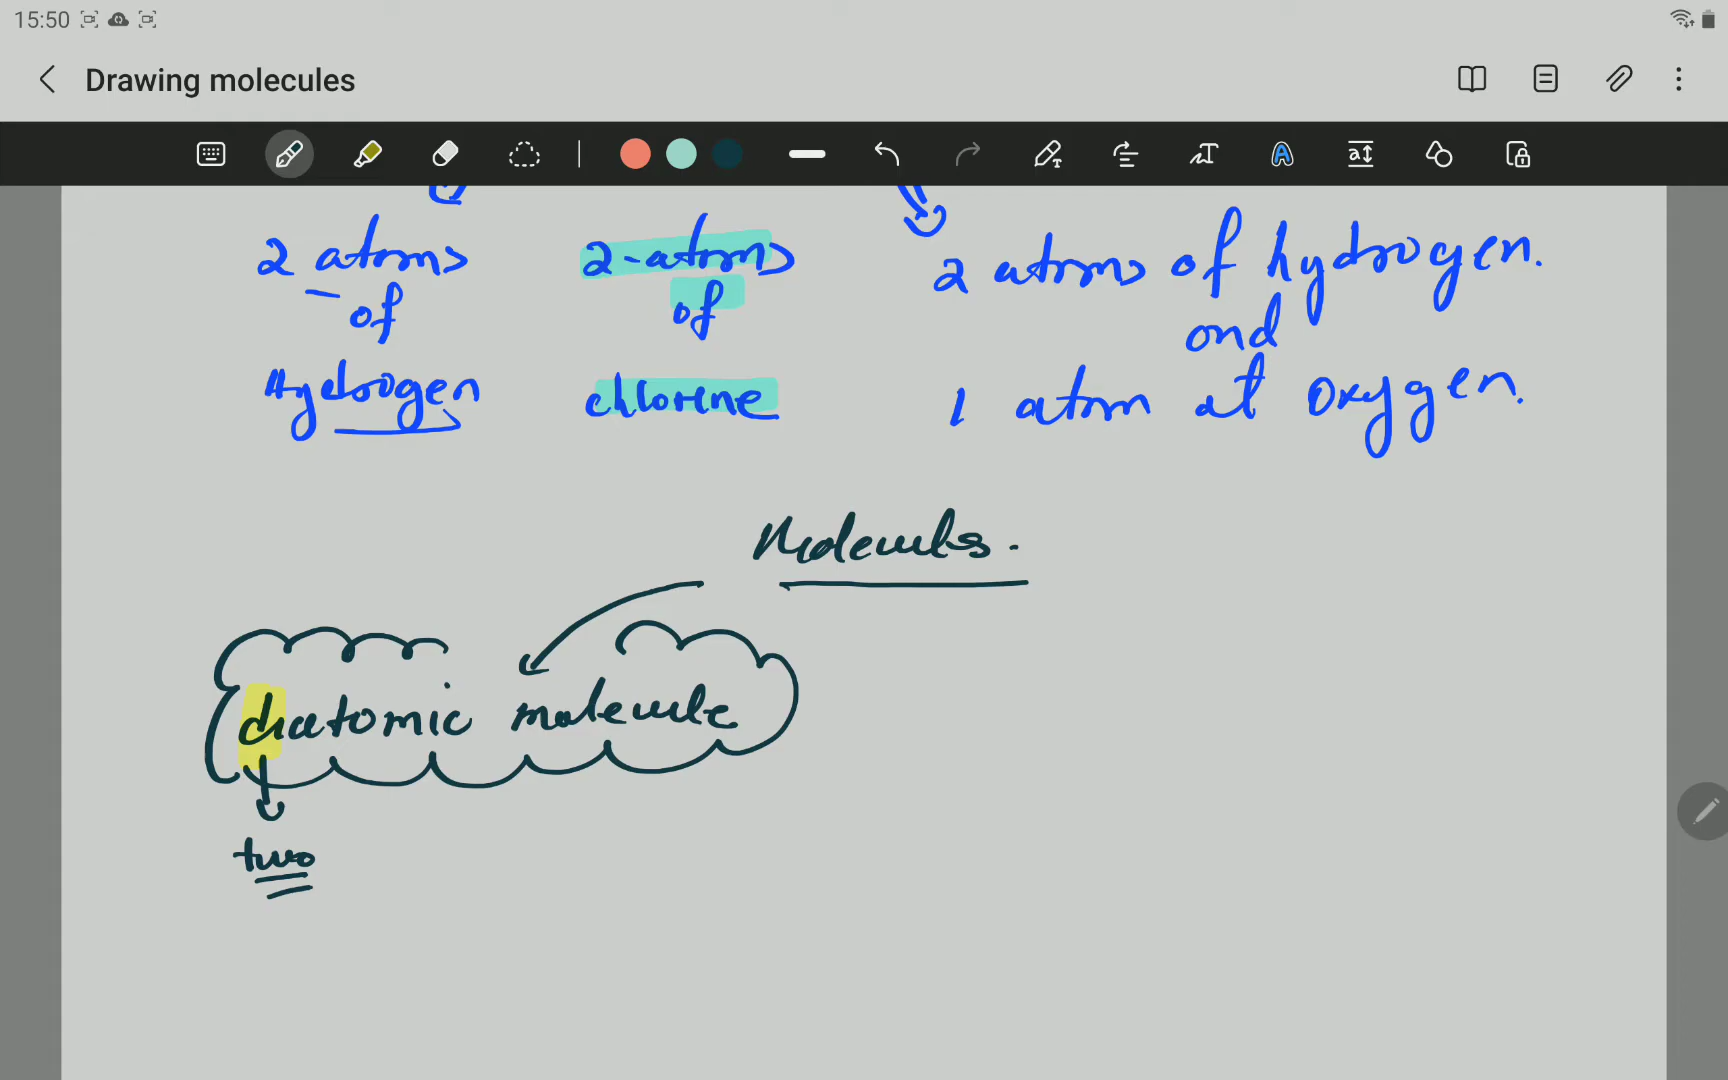 15:50
Drawing molecules
2 atoms
of
Hydrogen
2-atoms
of
chlorine
2 atoms of hydrogen.
and
1 atom at oxygen.
Molecules.
diatomic molecule
two